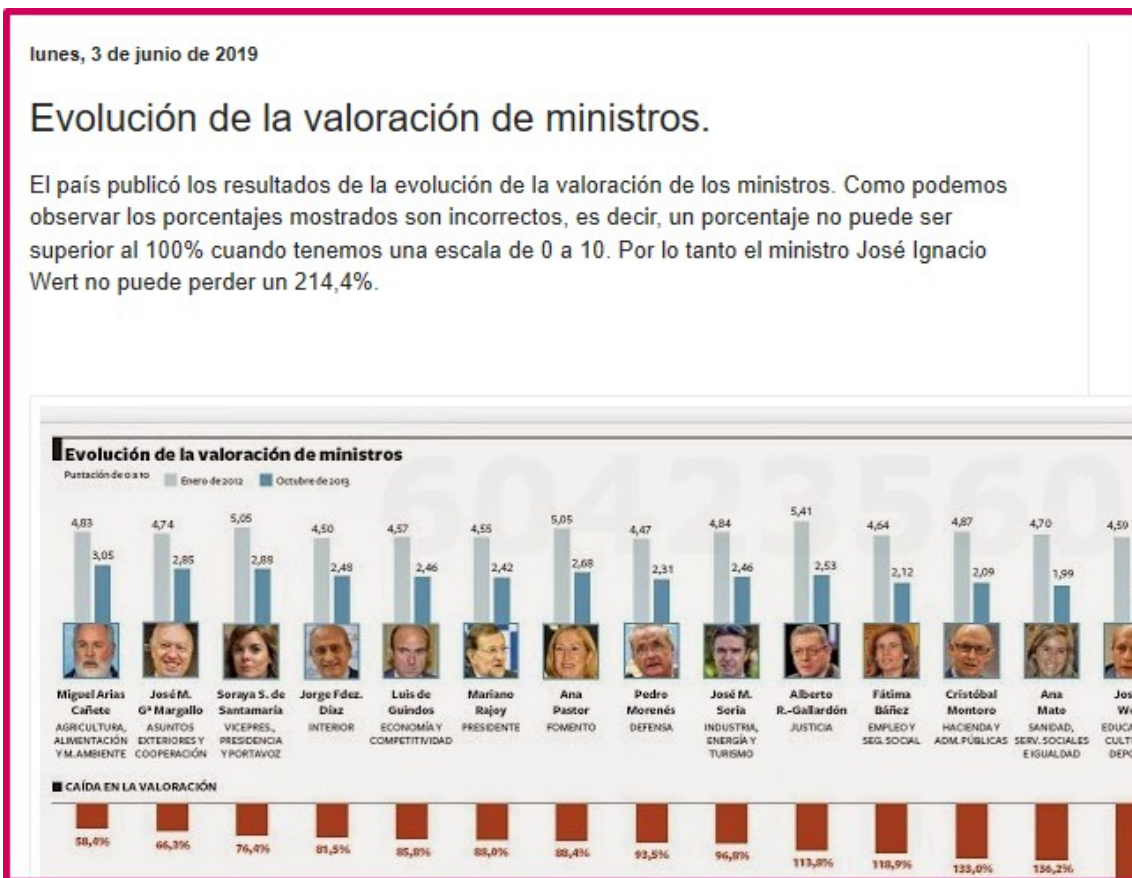 lunes, 3 de junio de 2019
Evolución de la valoración de ministros.
El país publicó los resultados de la evolución de la valoración de los ministros. Como podemos
observar los porcentajes mostrados son incorrectos, es decir, un porcentaje no puede ser
superior al 100% cuando tenemos una escala de 0 a 10. Por lo tanto el ministro José Ignacio
Wert no puede perder un 214,4%.
Evolución de la valoración de ministros
Puntación de 0 a 10 Enero de 2012 Octubre de 2013
4,83 4,74 5,05 4,50 4,57 4,55 5,05 4,47 4,84 5,41 4,64 4,87 4,70 4,59
3,05 2,85 2,88 2,48 2,46 2,42 2,68 2,31 2,46 2,53 2,12 2,09 1,99
Miguel Arias José M. Soraya S. de Jorge Fdez. Luis de Mariano Ana Pedro José M. Alberto Fátima Cristóbal Ana Jos
Cañete Gª Margallo Santamaría Díaz Guindos Rajoy Pastor Morenés Soria R.-Gallardón Báñez Montoro Mato We
AGRICULTURA, ASUNTOS VICEPRES., INTERIOR ECONOMÍA Y PRESIDENTE FOMENTO DEFENSA INDUSTRIA, JUSTICIA EMPLEO Y HACIENDA Y SANIDAD, EDUCA
ALIMENTACIÓN EXTERIORES Y PRESIDENCIA COMPETITIVIDAD ENERGÍA Y SEG. SOCIAL ADM. PÚBLICAS SERV. SOCIALES CULT
Y M. AMBIENTE COOPERACIÓN Y PORTAVOZ TURISMO E IGUALDAD DEPO
CAÍDA EN LA VALORACIÓN
58,4% 66,3% 76,4% 81,5% 85,8% 88,0% 88,4% 93,5% 96,8% 113,8% 118,9% 133,0% 136,2%